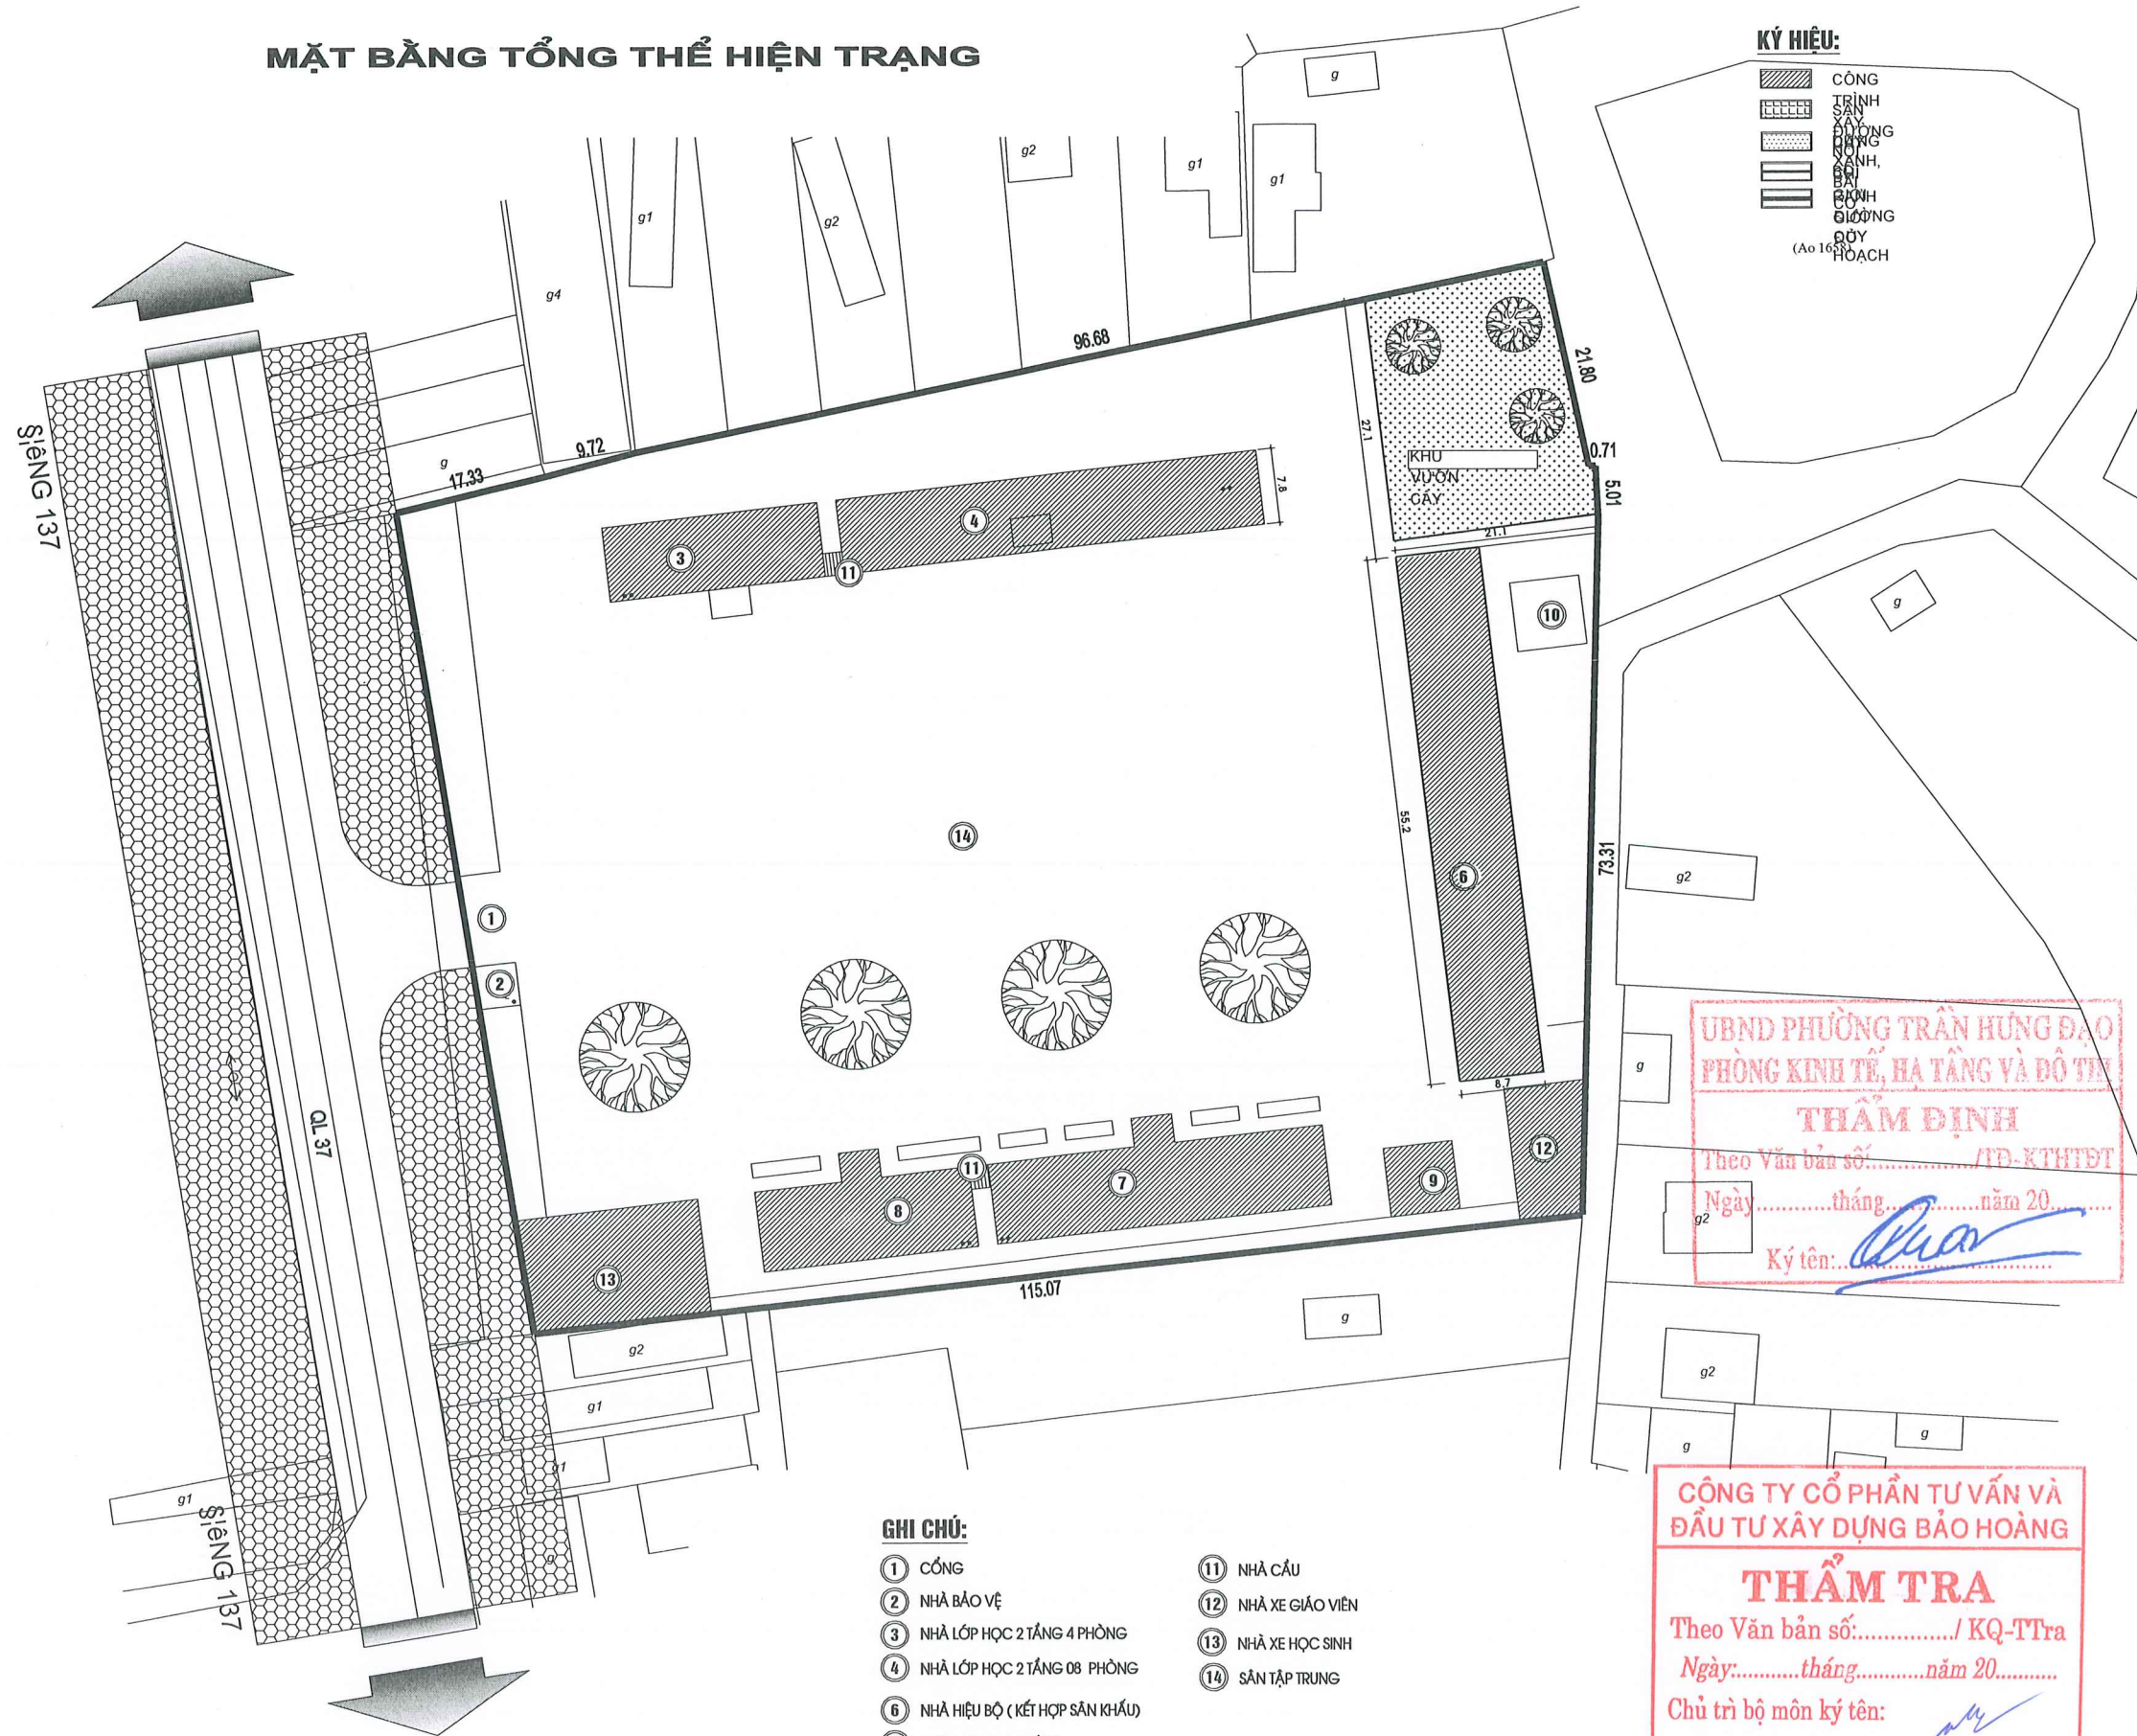 MẶT BẰNG TỔNG THỂ HIỆN TRẠNG
KÝ HIỆU:
CÔNG
TRÌNH
SÂN
XÂY
ĐƯỜNG
NỘI
XANH,
BÃI
CỎ
ĐƯỜNG
HOẠCH
g
g2
g1
g1
g1
g2
g4
g
96.68
9.72
17.33
21.80
0.71
5.01
27.1
21.1
7.8
KHU
VƯỜN
CÂY
3
4
11
10
55.2
73.31
6
14
1
2
8.7
12
9
7
11
8
13
115.07
QL 37
g
g2
g
g2
g
g2
g
g
g
g2
g1
g1
g1
g
UBND PHƯỜNG TRẦN HƯNG ĐẠO
PHÒNG KINH TẾ, HẠ TẦNG VÀ ĐÔ THỊ
THẨM ĐỊNH
Theo Văn bản số:................/TĐ-KTHTĐT
Ngày............tháng..............năm 20..........
Ký tên:
GHI CHÚ:
1 CỔNG
2 NHÀ BẢO VỆ
3 NHÀ LỚP HỌC 2 TẦNG 4 PHÒNG
4 NHÀ LỚP HỌC 2 TẦNG 08 PHÒNG
6 NHÀ HIỆU BỘ ( KẾT HỢP SÂN KHẤU)
11 NHÀ CẦU
12 NHÀ XE GIÁO VIÊN
13 NHÀ XE HỌC SINH
14 SÂN TẬP TRUNG
CÔNG TY CỔ PHẦN TƯ VẤN VÀ
ĐẦU TƯ XÂY DỰNG BẢO HOÀNG
THẨM TRA
Theo Văn bản số:.............../ KQ-TTra
Ngày:..........tháng...........năm 20...........
Chủ trì bộ môn ký tên: